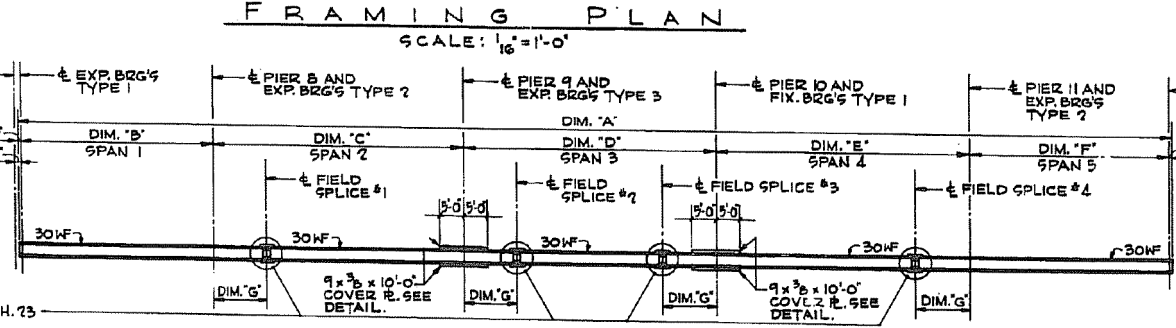 FRAMING PLAN
SCALE: 1/16" = 1'-0"
℄ EXP. BRG'S
TYPE 1
℄ PIER 8 AND
EXP. BRG'S TYPE 2
℄ PIER 9 AND
EXP. BRG'S TYPE 3
℄ PIER 10 AND
FIX. BRG'S TYPE 1
℄ PIER 11 AND
EXP. BRG'S
TYPE 2
DIM. "A"
DIM. "B"
SPAN 1
DIM. "C"
SPAN 2
DIM. "D"
SPAN 3
DIM. "E"
SPAN 4
DIM. "F"
SPAN 5
℄ FIELD
SPLICE #1
℄ FIELD
SPLICE #2
℄ FIELD SPLICE #3
℄ FIELD SPLICE #4
5'-0" 5'-0"
5'-0" 5'-0"
30WF
30WF
30WF
30WF
30WF
DIM. "G"
9 x 3/8 x 10'-0"
COVER ℄. SEE
DETAIL.
DIM. "G"
DIM. "G"
9 x 3/8 x 10'-0"
COVER ℄. SEE
DETAIL.
DIM. "G"
H. 23